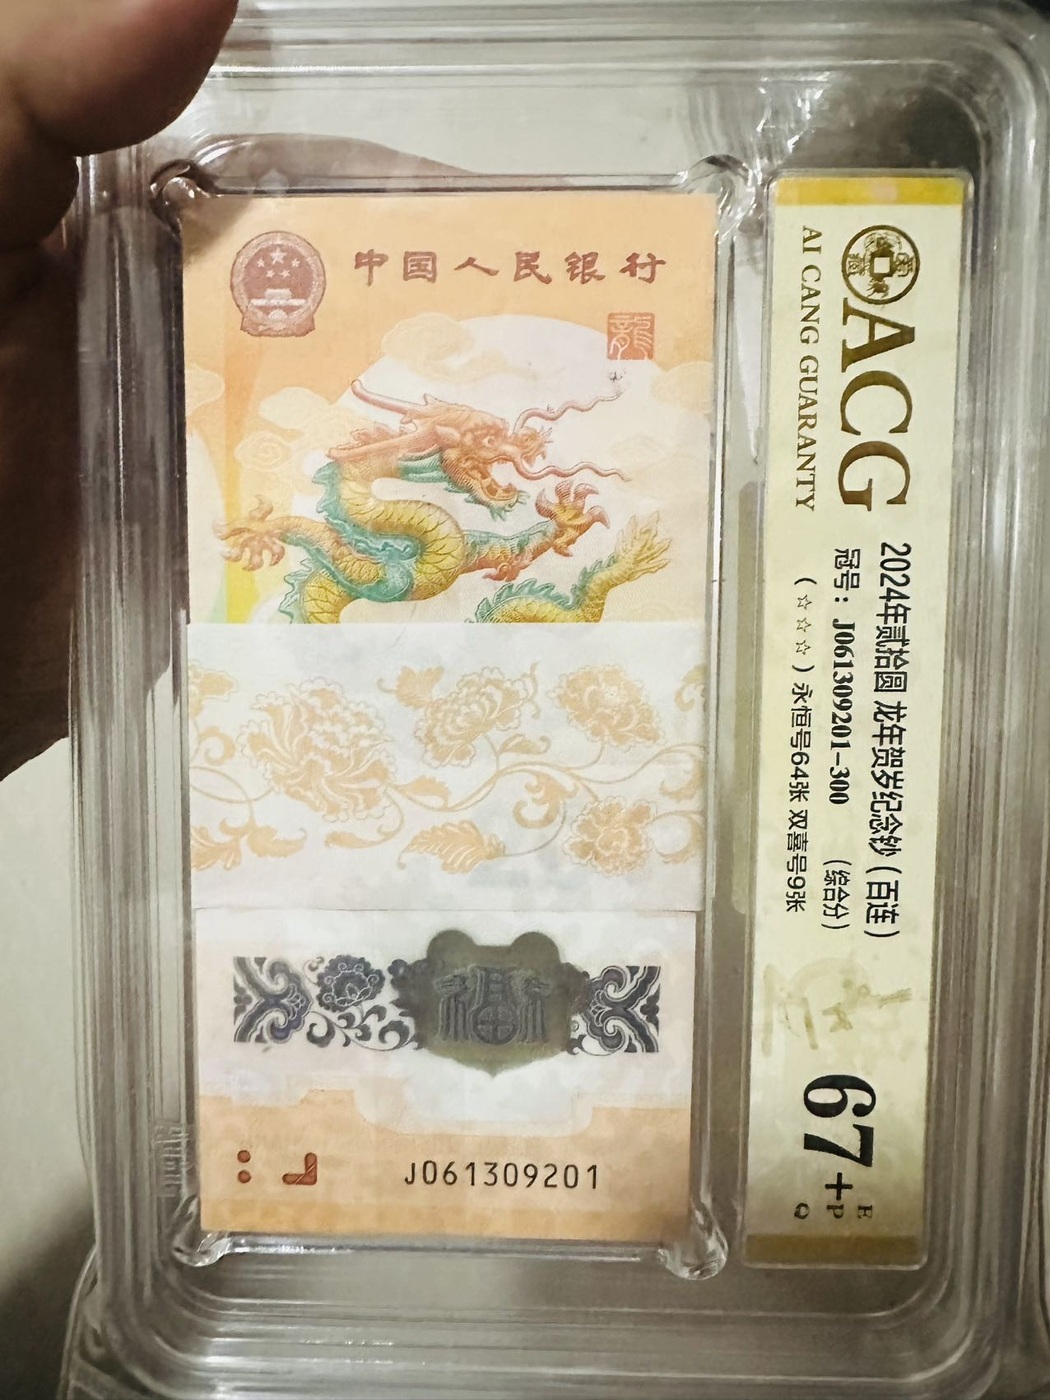 中国人民银行
龍
J061309201
ACG
AI CANG GUARANTY
2024年贰拾圆 龙年贺岁纪念钞（百连）
冠号：J061309201-300 （综合分）
（☆☆☆）永恒号64张 双喜号9张
67+
EPQ